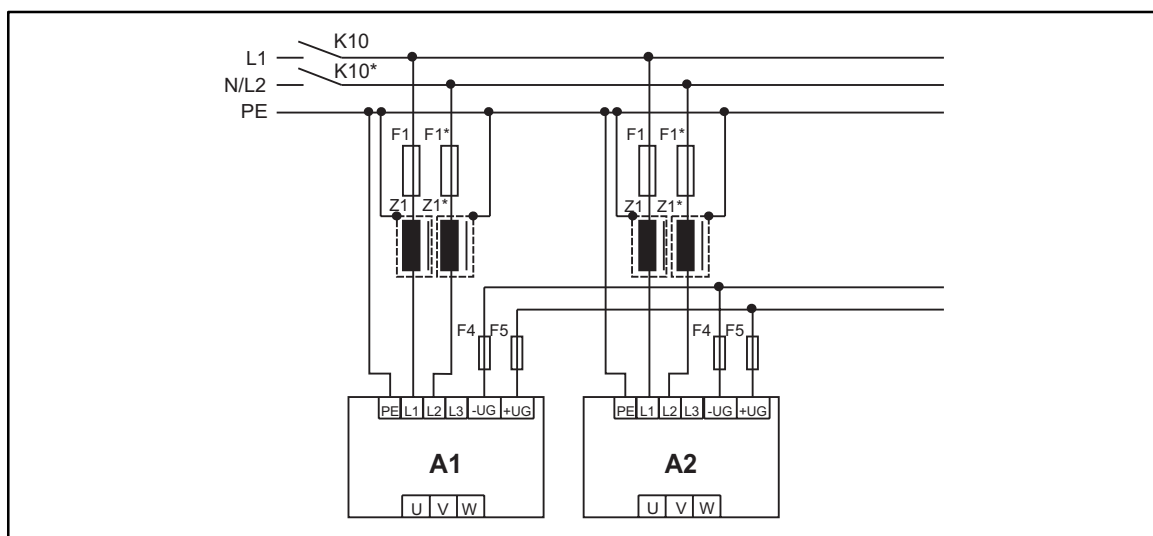 K10
L1
K10*
N/L2
PE
F1 F1* F1 F1*
Z1 Z1* Z1 Z1*
F4 F5 F4 F5
PE L1 L2 L3 -UG +UG PE L1 L2 L3 -UG +UG
A1 A2
U V W U V W